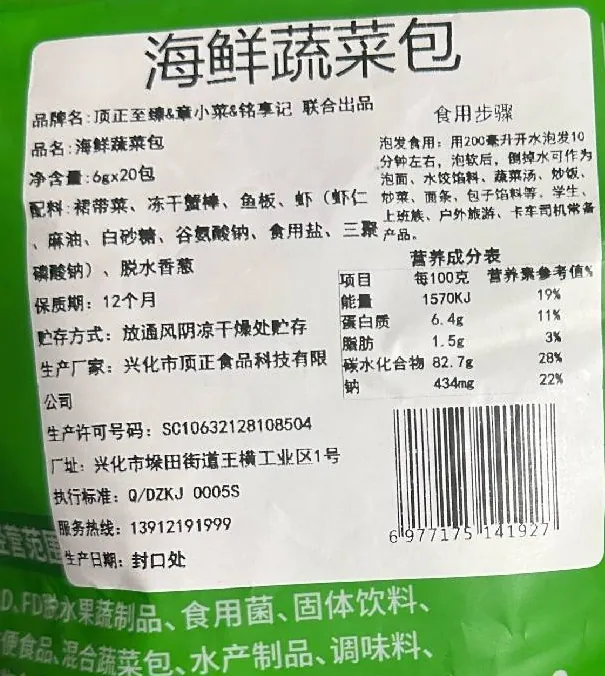 海鲜蔬菜包
品牌名:顶正至臻&章小菜&铭享记 联合出品
品名:海鲜蔬菜包
净含量:6gx20包
配料:裙带菜、冻干蟹棒、鱼板、虾(虾仁
、麻油、白砂糖、谷氨酸钠、食用盐、三聚
磷酸钠)、脱水香葱
保质期: 12个月
贮存方式: 放通风阴凉干燥处贮存
生产厂家: 兴化市顶正食品科技有限
公司
生产许可号码: SC10632128108504
厂址: 兴化市垛田街道王横工业区1号
执行标准: Q/DZKJ 0005S
服务热线: 13912191999
生产日期: 封口处
食用步骤
泡发食用: 用200毫升开水泡发10
分钟左右, 泡软后, 倒掉水可作为
泡面、水饺馅料、蔬菜汤、炒饭、
炒菜、面条、包子馅料等。学生、
上班族、户外旅游、卡车司机常备
产品。
营养成分表
项目 每100克 营养素参考值%
能量 1570KJ 19%
蛋白质 6.4g 11%
脂肪 1.5g 3%
碳水化合物 82.7g 28%
钠 434mg 22%
6 977175 141927
经营范围
D、FD脱水果蔬制品、食用菌、固体饮料、
便食品、混合蔬菜包、水产制品、调味料、